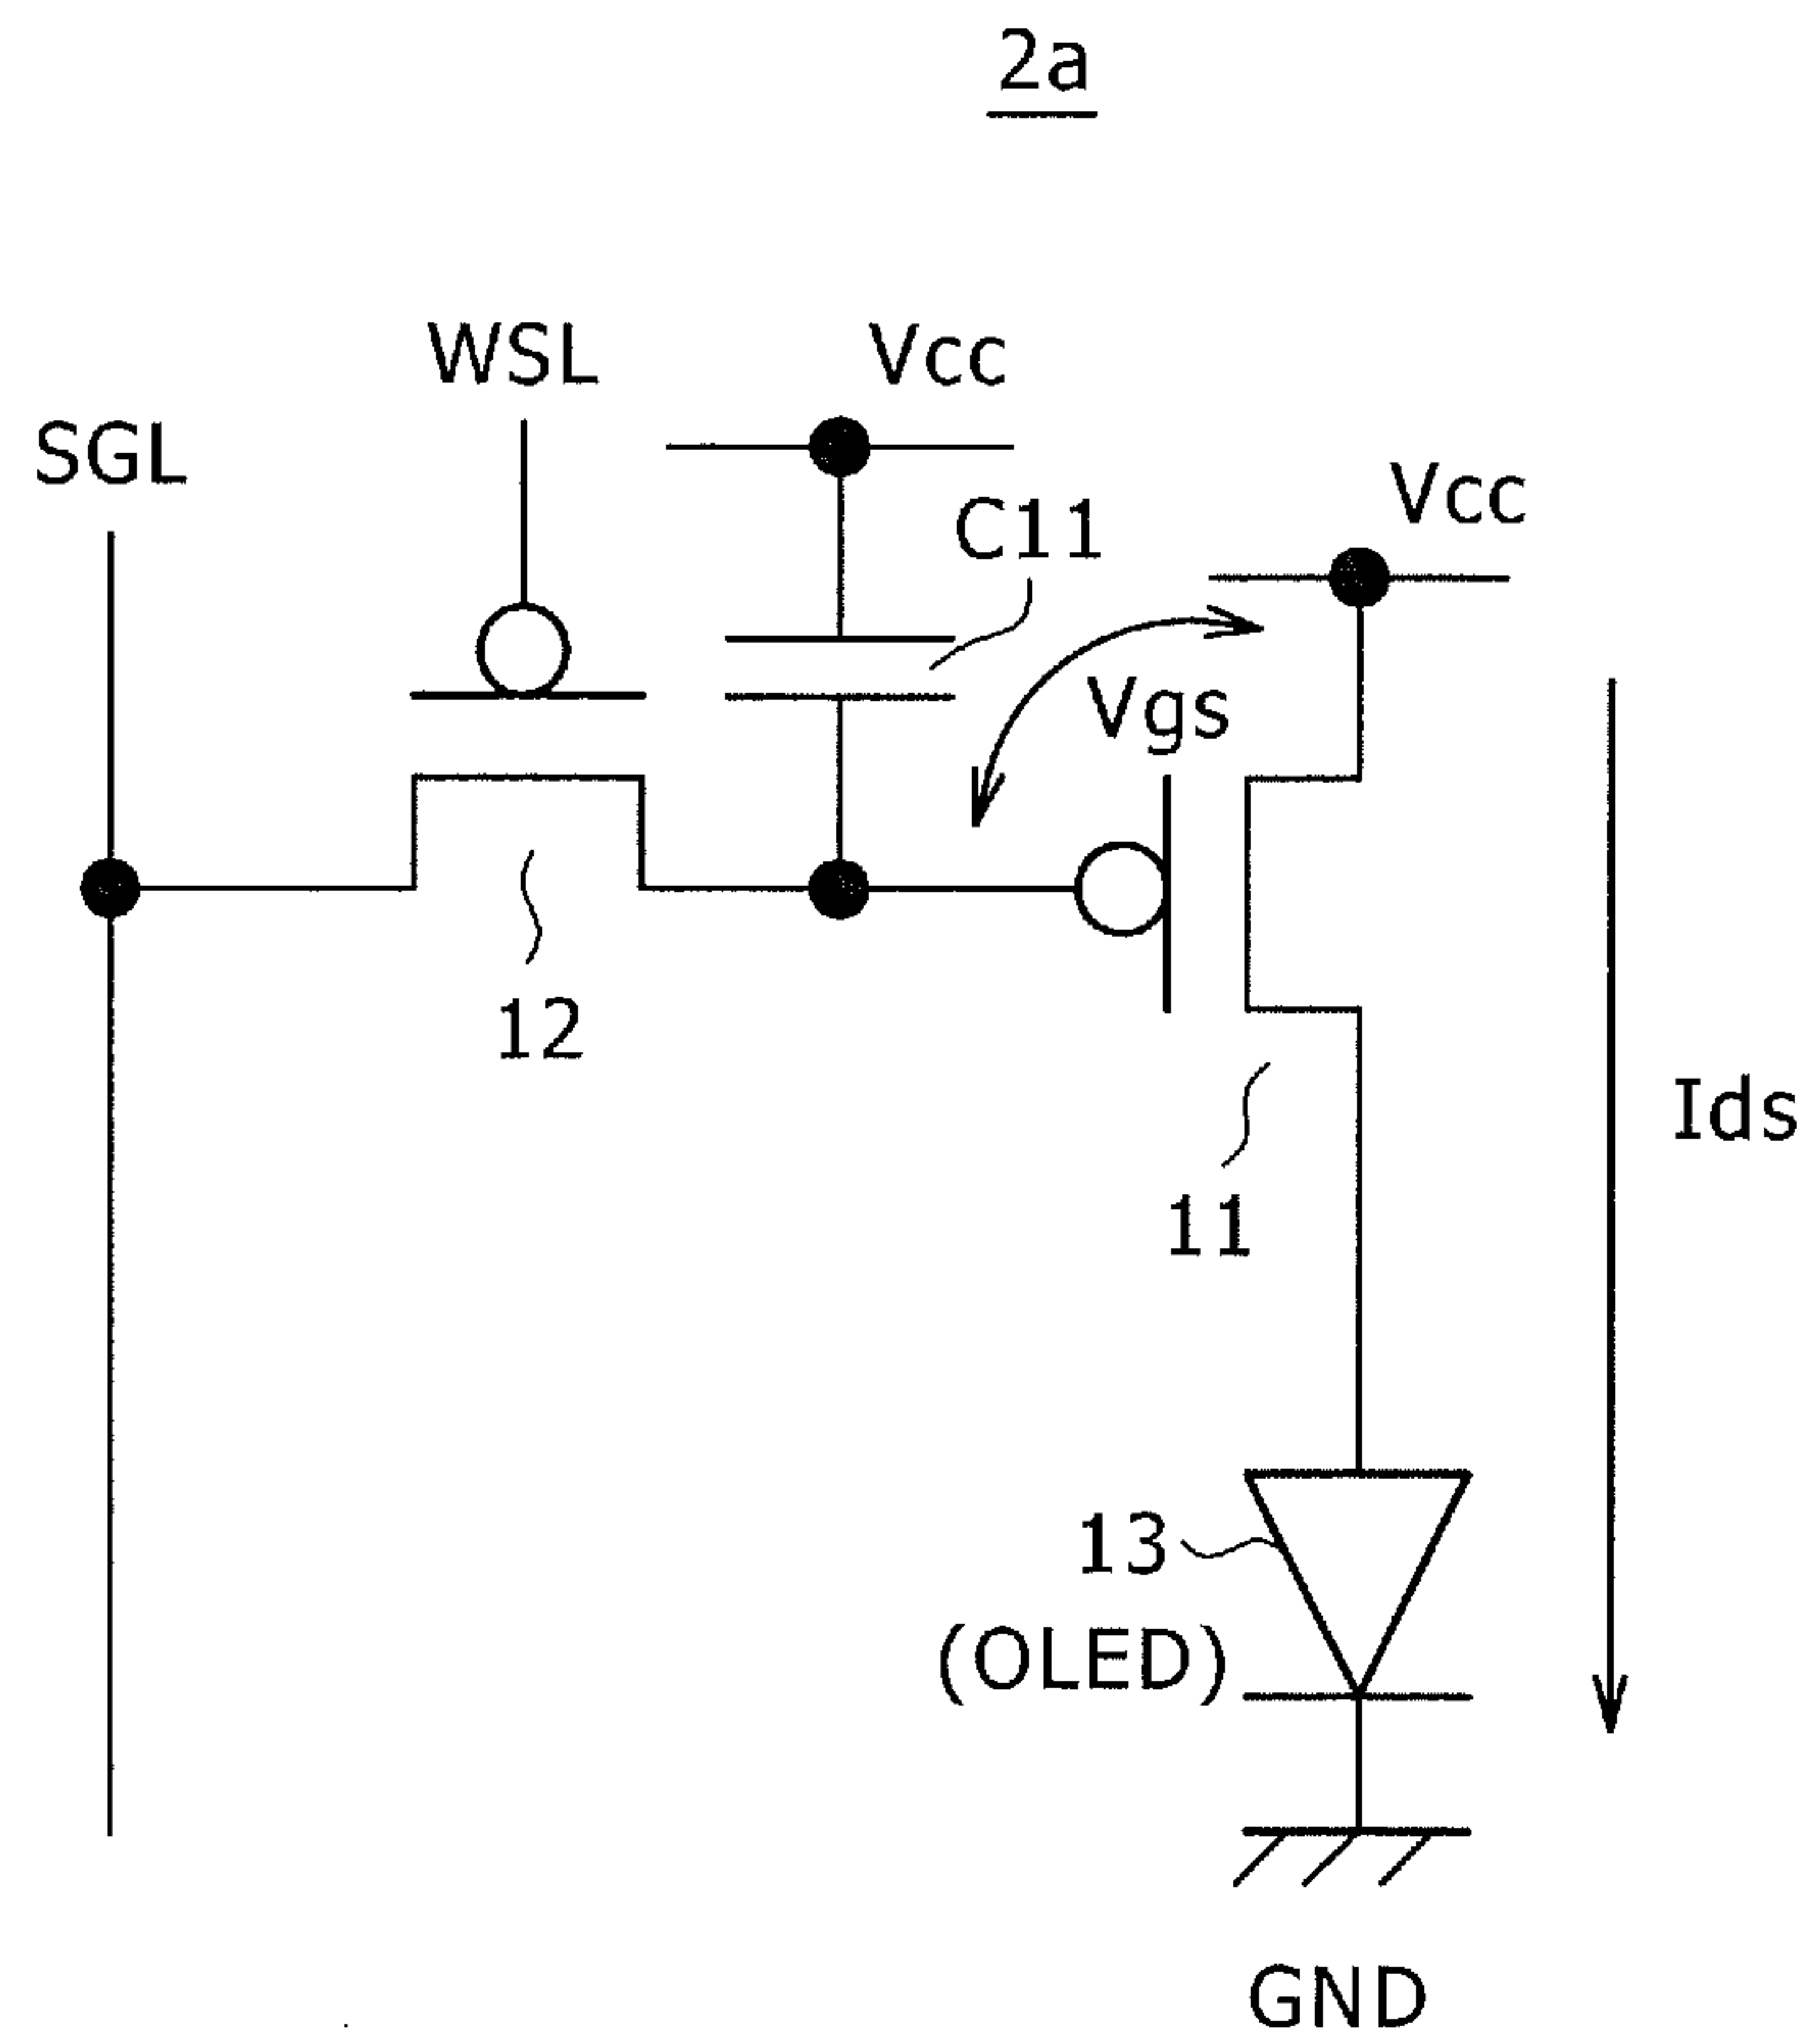 2a
WSL
Vcc
SGL
Vcc
C11
Vgs
12
Ids
11
13
(OLED)
GND